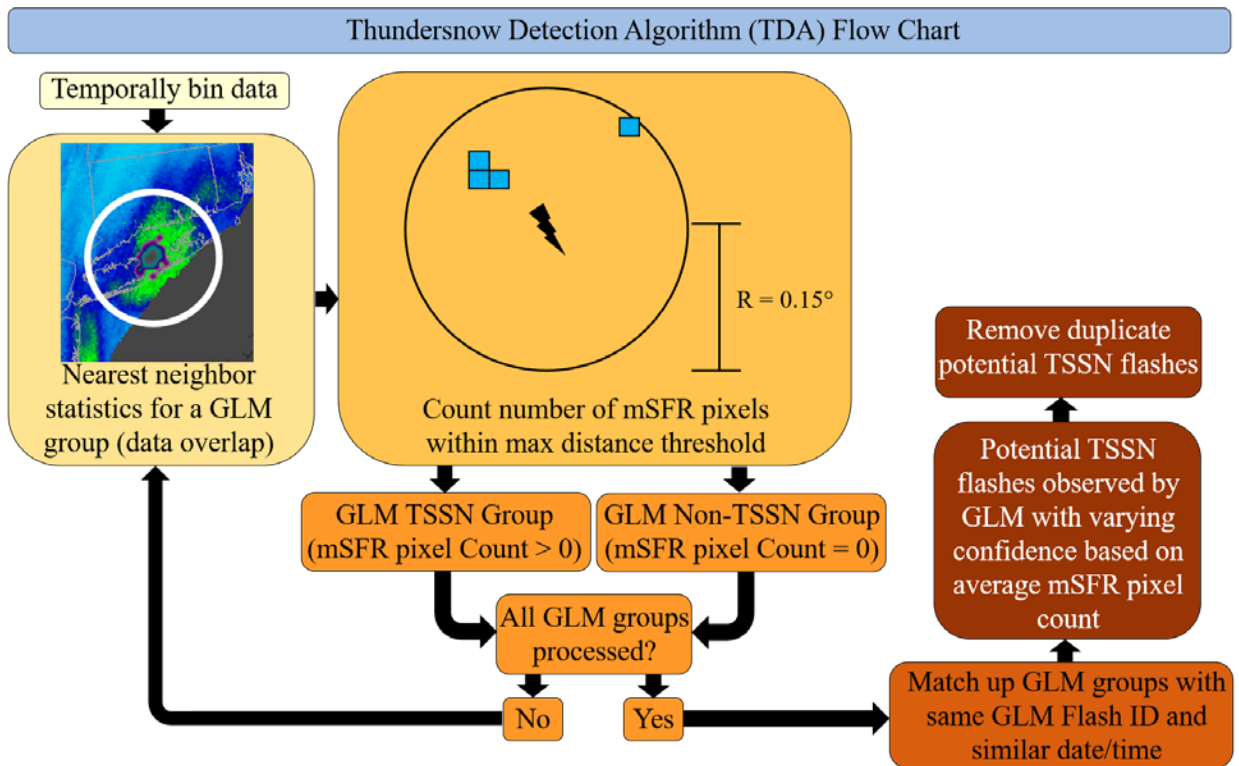 Thundersnow Detection Algorithm (TDA) Flow Chart
Temporally bin data
Nearest neighbor
statistics for a GLM
group (data overlap)
R = 0.15°
Count number of mSFR pixels
within max distance threshold
GLM TSSN Group
(mSFR pixel Count > 0)
GLM Non-TSSN Group
(mSFR pixel Count = 0)
All GLM groups
processed?
No
Yes
Match up GLM groups with
same GLM Flash ID and
similar date/time
Potential TSSN
flashes observed by
GLM with varying
confidence based on
average mSFR pixel
count
Remove duplicate
potential TSSN flashes